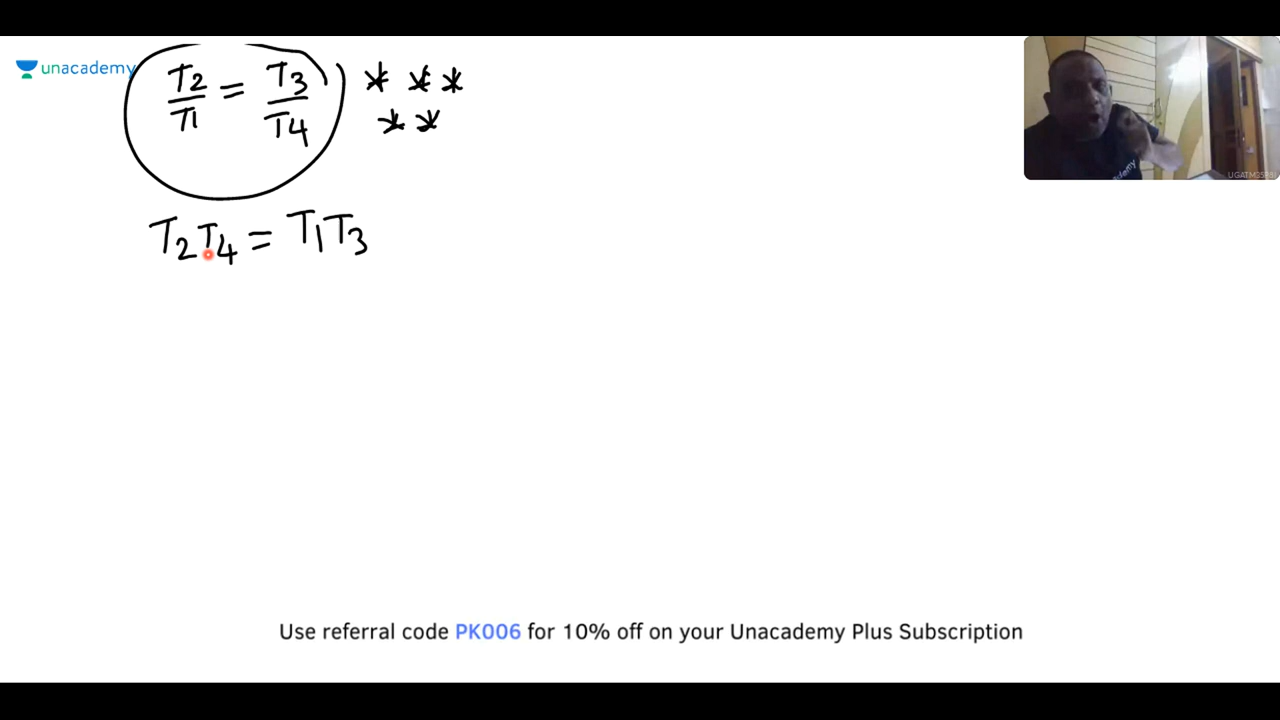 unacademy
T2/T1 = T3/T4 ) * * *
* *
T2T4 = T1T3
UGATM35P81
Use referral code PK006 for 10% off on your Unacademy Plus Subscription